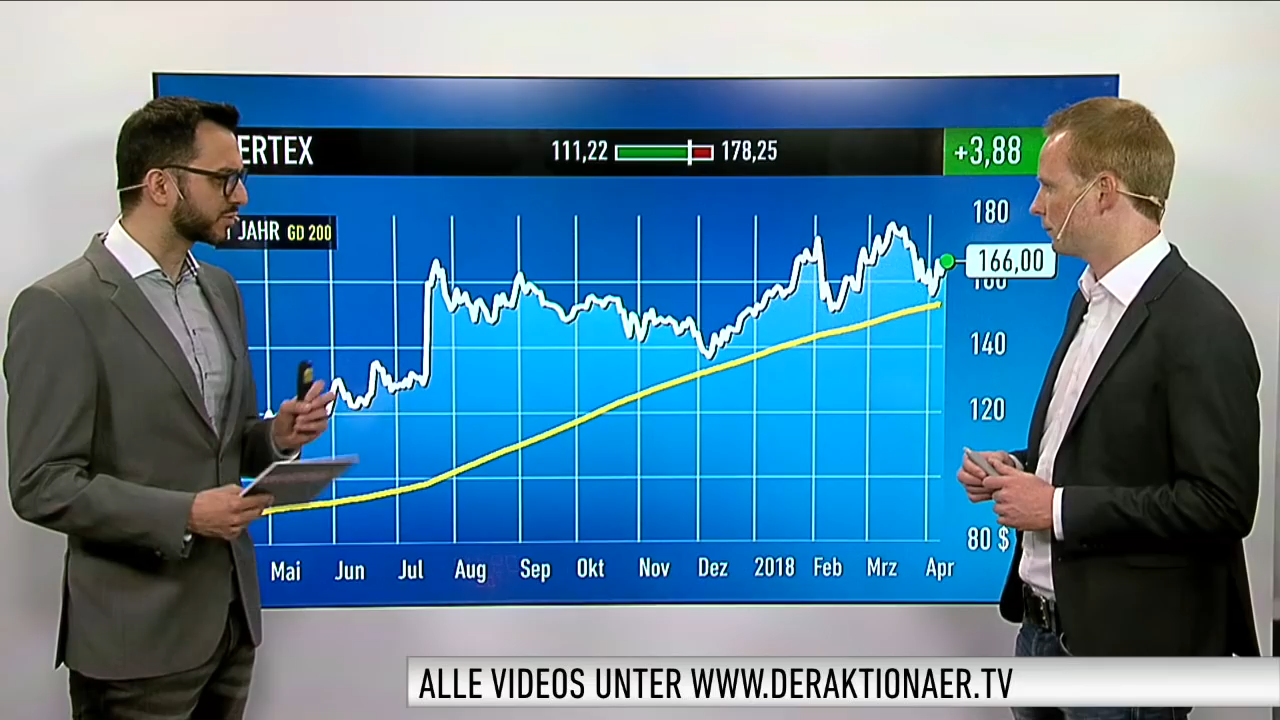 ERTEX 111,22 178,25 +3,88
JAHR GD 200
180
166,00
160
140
120
80 $
Mai Jun Jul Aug Sep Okt Nov Dez 2018 Feb Mrz Apr
ALLE VIDEOS UNTER WWW.DERAKTIONAER.TV